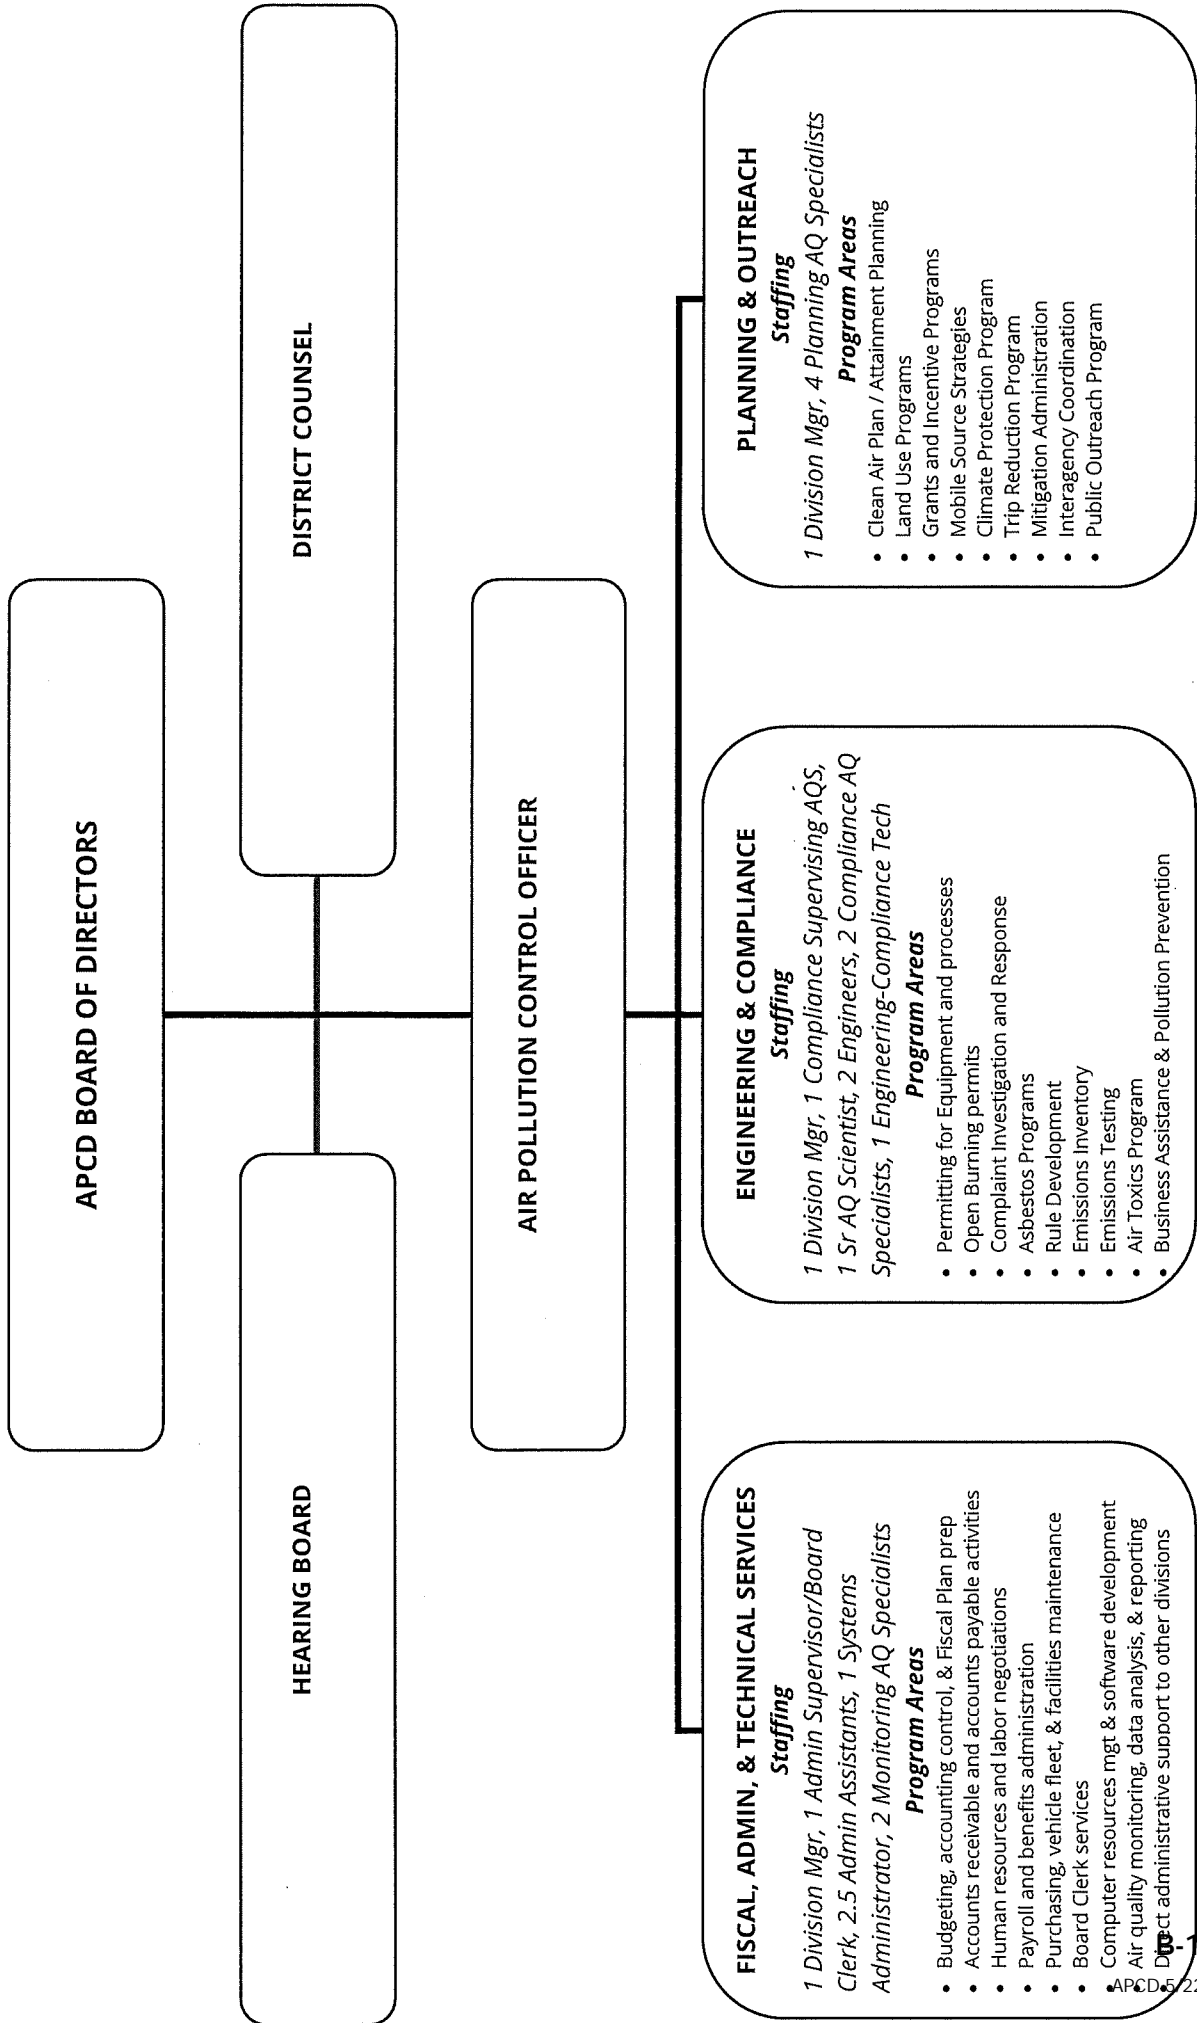 APCD BOARD OF DIRECTORS
HEARING BOARD
DISTRICT COUNSEL
AIR POLLUTION CONTROL OFFICER
FISCAL, ADMIN, & TECHNICAL SERVICES
Staffing
1 Division Mgr, 1 Admin Supervisor/Board
Clerk, 2.5 Admin Assistants, 1 Systems
Administrator, 2 Monitoring AQ Specialists
Program Areas
• Budgeting, accounting control, & Fiscal Plan prep
• Accounts receivable and accounts payable activities
• Human resources and labor negotiations
• Payroll and benefits administration
• Purchasing, vehicle fleet, & facilities maintenance
• Board Clerk services
• Computer resources mgt & software development
• Air quality monitoring, data analysis, & reporting
• Direct administrative support to other divisions
ENGINEERING & COMPLIANCE
Staffing
1 Division Mgr, 1 Compliance Supervising AQS,
1 Sr AQ Scientist, 2 Engineers, 2 Compliance AQ
Specialists, 1 Engineering-Compliance Tech
Program Areas
• Permitting for Equipment and processes
• Open Burning permits
• Complaint Investigation and Response
• Asbestos Programs
• Rule Development
• Emissions Inventory
• Emissions Testing
• Air Toxics Program
• Business Assistance & Pollution Prevention
PLANNING & OUTREACH
Staffing
1 Division Mgr, 4 Planning AQ Specialists
Program Areas
• Clean Air Plan / Attainment Planning
• Land Use Programs
• Grants and Incentive Programs
• Mobile Source Strategies
• Climate Protection Program
• Trip Reduction Program
• Mitigation Administration
• Interagency Coordination
• Public Outreach Program
B-1
APCD 5/22